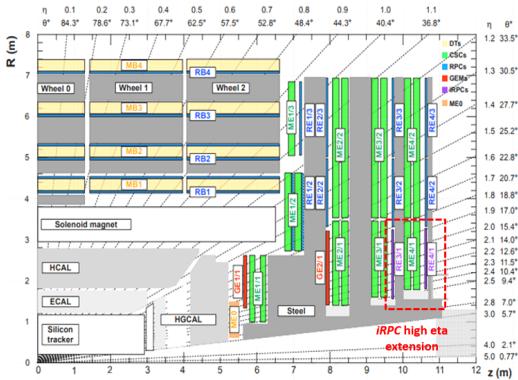 η 0.1 0.2 0.3 0.4 0.5 0.6 0.7 0.8 0.9 1.0 1.1
θ° 84.3° 78.6° 73.1° 67.7° 62.5° 57.5° 52.8° 48.4° 44.3° 40.4° 36.8°
η θ°
R (m)
8
7
6
5
4
3
2
1
0
1.2 33.5°
1.3 30.5°
1.4 27.7°
1.5 25.2°
1.6 22.8°
1.7 20.7°
1.8 18.8°
1.9 17.0°
2.0 15.4°
2.1 14.0°
2.2 12.6°
2.3 11.5°
2.4 10.4°
2.5 9.4°
2.8 7.0°
3.0 5.7°
4.0 2.1°
5.0 0.77°
DTs
CSCs
RPCs
GEMs
iRPCs
ME0
MB4
RB4
Wheel 0
Wheel 1
Wheel 2
MB3
RB3
MB2
RB2
MB1
RB1
Solenoid magnet
HCAL
ECAL
Silicon
tracker
HGCAL
Steel
ME0
GE1/1
ME1/1
ME1/2
ME1/3
RE1/3
RE2/3
RE1/2
RE2/2
GE2/1
ME2/1
ME2/2
ME3/2
ME3/1
RE3/3
RE3/2
RE3/1
ME4/2
ME4/1
RE4/3
RE4/2
RE4/1
iRPC high eta
extension
0 1 2 3 4 5 6 7 8 9 10 11 12
z (m)